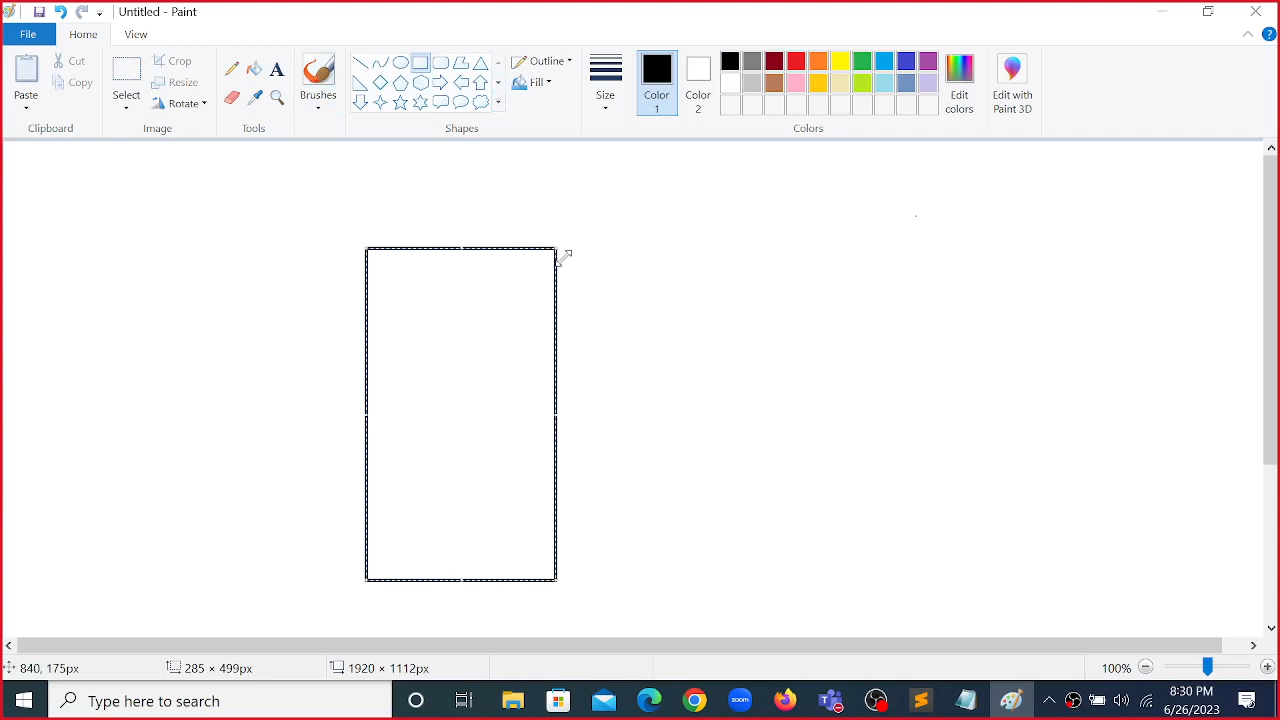 Untitled - Paint
File
Home
View
Paste
Cut
Copy
Clipboard
Select
Crop
Resize
Rotate
Image
A
Tools
Brushes
Outline
Fill
Shapes
Size
Color
1
Color
2
Edit
colors
Colors
Edit with
Paint 3D
840, 175px
285 × 499px
1920 × 1112px
100%
Type here to search
zoom
8:30 PM
6/26/2023